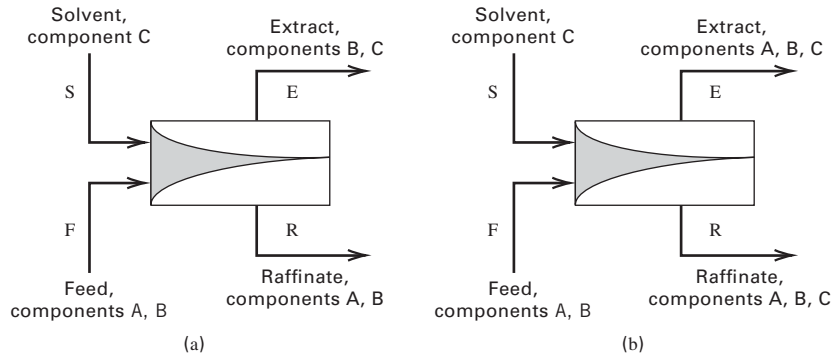 Solvent,
component C
S
Extract,
components B, C
E
F
Feed,
components A, B
R
Raffinate,
components A, B
(a)
Solvent,
component C
S
Extract,
components A, B, C
E
F
Feed,
components A, B
R
Raffinate,
components A, B, C
(b)